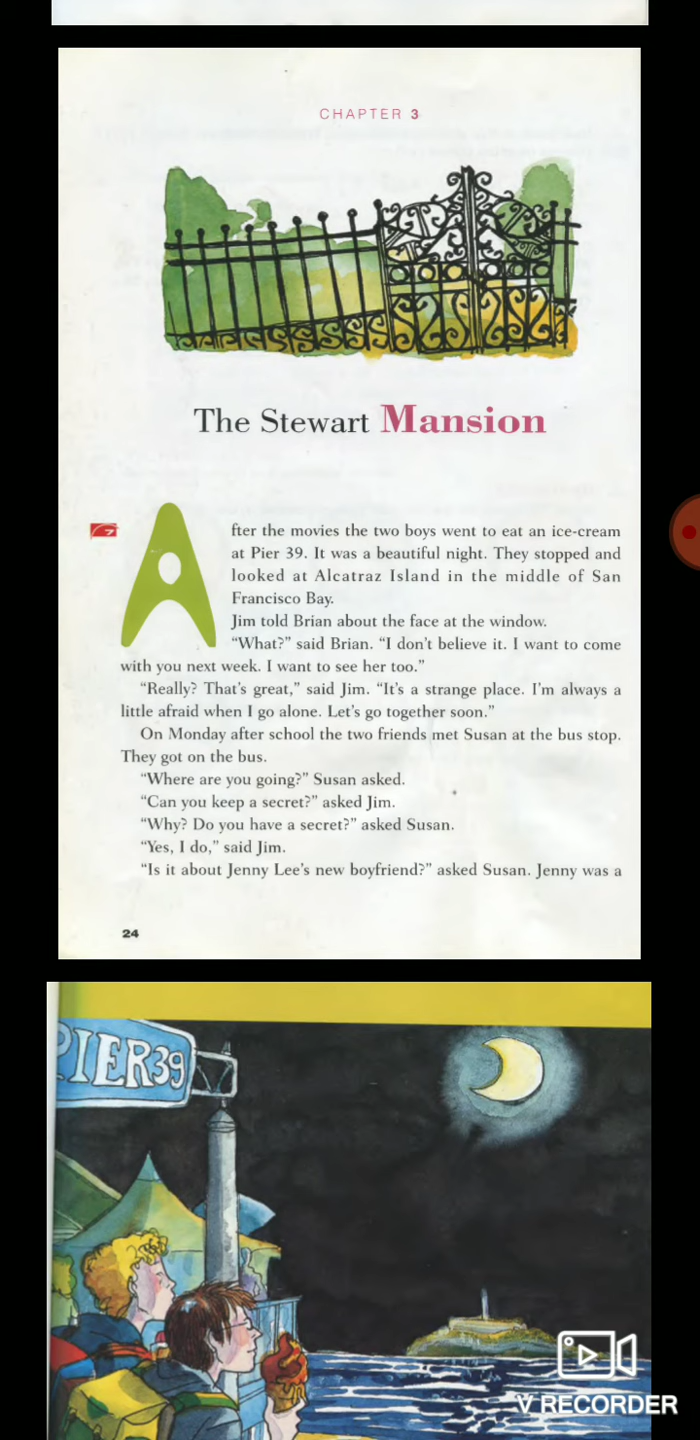 CHAPTER 3
The Stewart Mansion
After the movies the two boys went to eat an ice-cream
at Pier 39. It was a beautiful night. They stopped and
looked at Alcatraz Island in the middle of San
Francisco Bay.
Jim told Brian about the face at the window.
“What?” said Brian. “I don’t believe it. I want to come
with you next week. I want to see her too.”
“Really? That’s great,” said Jim. “It’s a strange place. I’m always a
little afraid when I go alone. Let’s go together soon.”
On Monday after school the two friends met Susan at the bus stop.
They got on the bus.
“Where are you going?” Susan asked.
“Can you keep a secret?” asked Jim.
“Why? Do you have a secret?” asked Susan.
“Yes, I do,” said Jim.
“Is it about Jenny Lee’s new boyfriend?” asked Susan. Jenny was a
24
PIER 39
V RECORDER